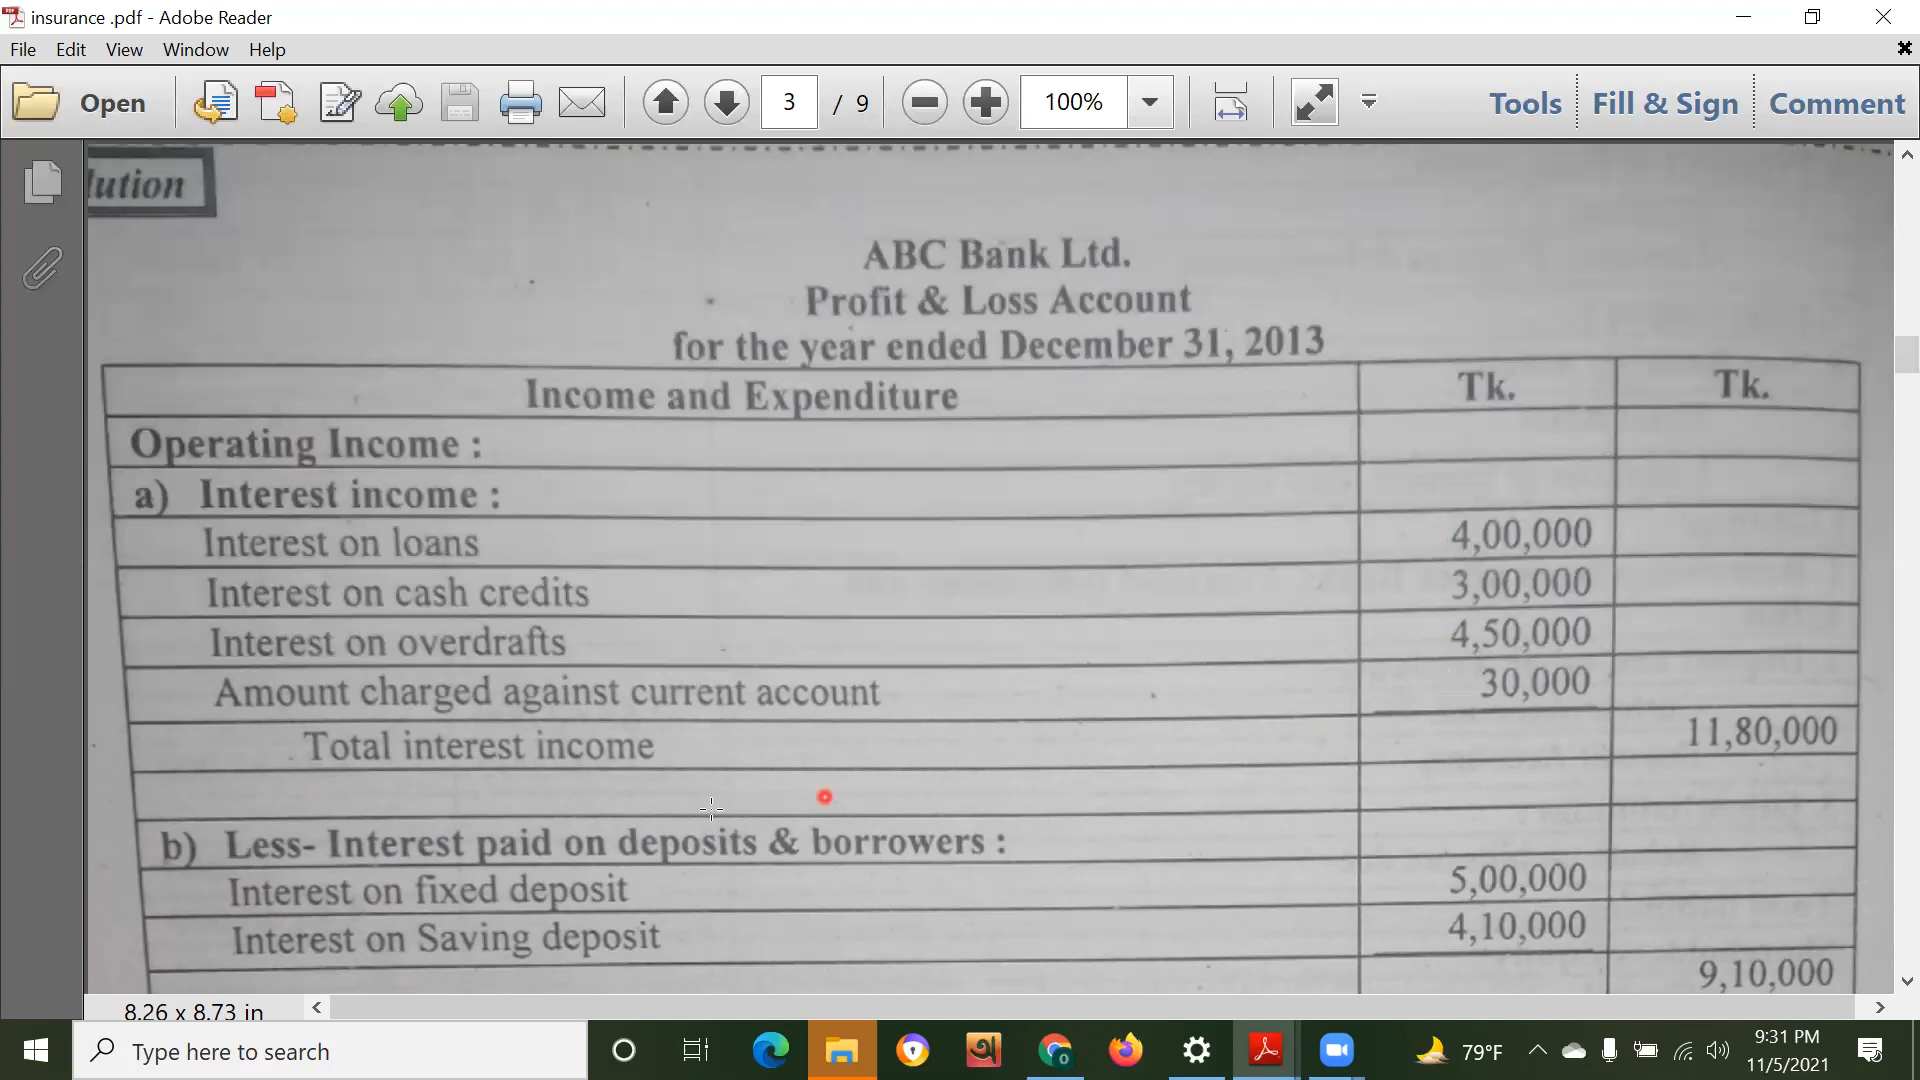 insurance .pdf - Adobe Reader
File Edit View Window Help
Open 3 / 9 100% Tools Fill & Sign Comment
lution
ABC Bank Ltd.
Profit & Loss Account
for the year ended December 31, 2013
Income and Expenditure Tk. Tk.
Operating Income :
a) Interest income :
Interest on loans 4,00,000
Interest on cash credits 3,00,000
Interest on overdrafts 4,50,000
Amount charged against current account 30,000
Total interest income 11,80,000
b) Less- Interest paid on deposits & borrowers :
Interest on fixed deposit 5,00,000
Interest on Saving deposit 4,10,000
9,10,000
8.26 x 8.73 in
Type here to search অ 79°F 9:31 PM
11/5/2021